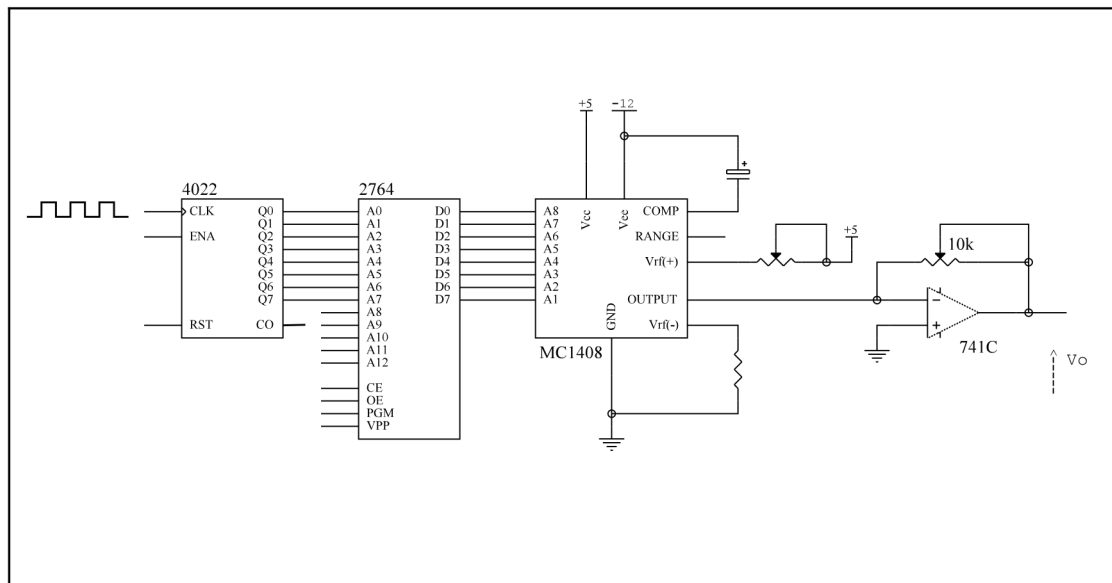 +5
-12
4022
2764
+
CLK
ENA
RST
Q0
Q1
Q2
Q3
Q4
Q5
Q6
Q7
CO
A0
A1
A2
A3
A4
A5
A6
A7
A8
A9
A10
A11
A12
CE
OE
PGM
VPP
D0
D1
D2
D3
D4
D5
D6
D7
A8
A7
A6
A5
A4
A3
A2
A1
Vcc
Vcc
GND
COMP
RANGE
Vrf(+)
OUTPUT
Vrf(-)
MC1408
+5
10k
−
+
741C
Vo